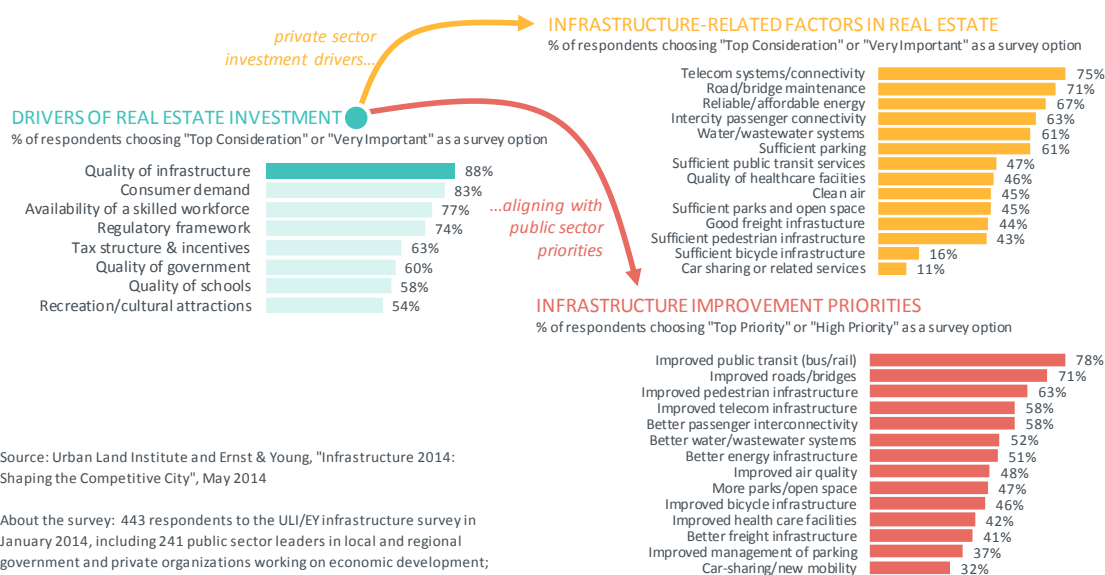 INFRASTRUCTURE-RELATED FACTORS IN REAL ESTATE
% of respondents choosing "Top Consideration" or "Very Important" as a survey option
private sector
investment drivers...
Telecom systems/connectivity 75%
Road/bridge maintenance 71%
Reliable/affordable energy 67%
Intercity passenger connectivity 63%
Water/wastewater systems 61%
Sufficient parking 61%
Sufficient public transit services 47%
Quality of healthcare facities 46%
Clean air 45%
Sufficient parks and open space 45%
Good freight infrastucture 44%
Sufficient pedestrian infrastructure 43%
Sufficient bicycle infrastructure 16%
Car sharing or related services 11%
DRIVERS OF REAL ESTATE INVESTMENT
% of respondents choosing "Top Consideration" or "Very Important" as a survey option
Quality of infrastructure 88%
Consumer demand 83%
Availability of a skilled workforce 77%
Regulatory framework 74%
Tax structure & incentives 63%
Quality of government 60%
Quality of schools 58%
Recreation/cultural attractions 54%
...aligning with
public sector
priorities
INFRASTRUCTURE IMPROVEMENT PRIORITIES
% of respondents choosing "Top Priority" or "High Priority" as a survey option
Improved public transit (bus/rail) 78%
Improved roads/bridges 71%
Improved pedestrian infrastructure 63%
Improved telecom infrastructure 58%
Better passenger interconnectivity 58%
Better water/wastewater systems 52%
Better energy infrastructure 51%
Improved air quality 48%
More parks/open space 47%
Improved bicycle infrastructure 46%
Improved health care facilities 42%
Better freight infrastructure 41%
Improved management of parking 37%
Car-sharing/new mobility 32%
Source: Urban Land Institute and Ernst & Young, "Infrastructure 2014:
Shaping the Competitive City", May 2014
About the survey: 443 respondents to the ULI/EY infrastructure survey in
January 2014, including 241 public sector leaders in local and regional
government and private organizations working on economic development;